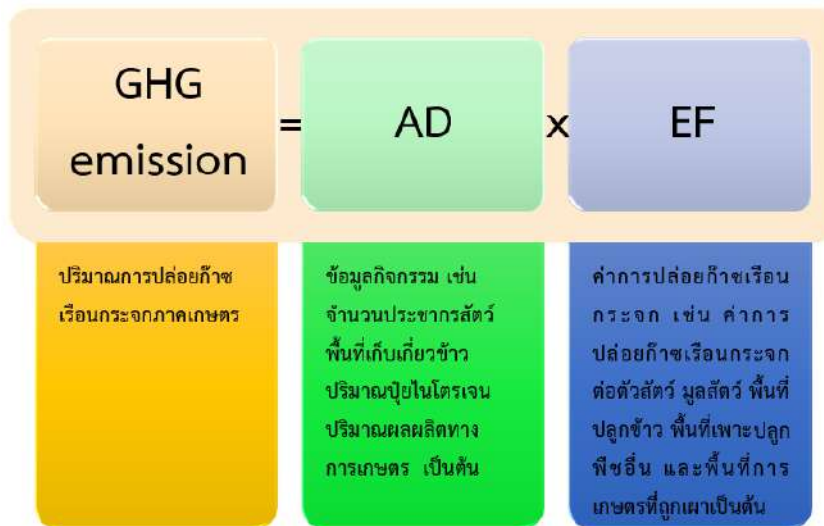 GHG
emission
=
AD
x
EF
ปริมาณการปล่อยก๊าซ
เรือนกระจกภาคเกษตร
ข้อมูลกิจกรรม เช่น
จำนวนประชากรสัตว์
พื้นที่เก็บเกี่ยวข้าว
ปริมาณปุ๋ยไนโตรเจน
ปริมาณผลผลิตทาง
การเกษตร เป็นต้น
ค่าการปล่อยก๊าซเรือน
กระจก เช่น ค่าการ
ปล่อยก๊าซเรือนกระจก
ต่อตัวสัตว์ มูลสัตว์ พื้นที่
ปลูกข้าว พื้นที่เพาะปลูก
พืชอื่น และพื้นที่การ
เกษตรที่ถูกเผาเป็นต้น